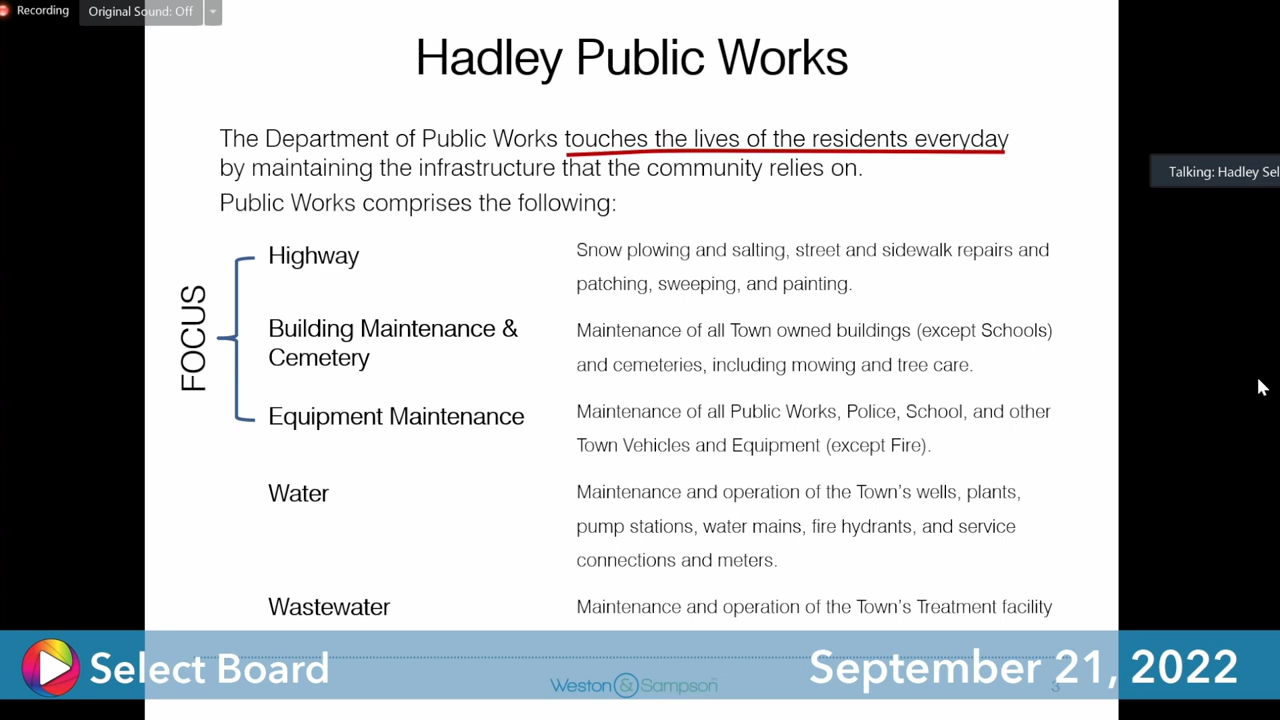 Recording
Original Sound: Off
Hadley Public Works
The Department of Public Works touches the lives of the residents everyday
by maintaining the infrastructure that the community relies on.
Public Works comprises the following:
Talking: Hadley Sel
FOCUS
Highway
Snow plowing and salting, street and sidewalk repairs and
patching, sweeping, and painting.
Building Maintenance &
Cemetery
Maintenance of all Town owned buildings (except Schools)
and cemeteries, including mowing and tree care.
Equipment Maintenance
Maintenance of all Public Works, Police, School, and other
Town Vehicles and Equipment (except Fire).
Water
Maintenance and operation of the Town's wells, plants,
pump stations, water mains, fire hydrants, and service
connections and meters.
Wastewater
Maintenance and operation of the Town's Treatment facility
Select Board
Weston & Sampson
3
September 21, 2022